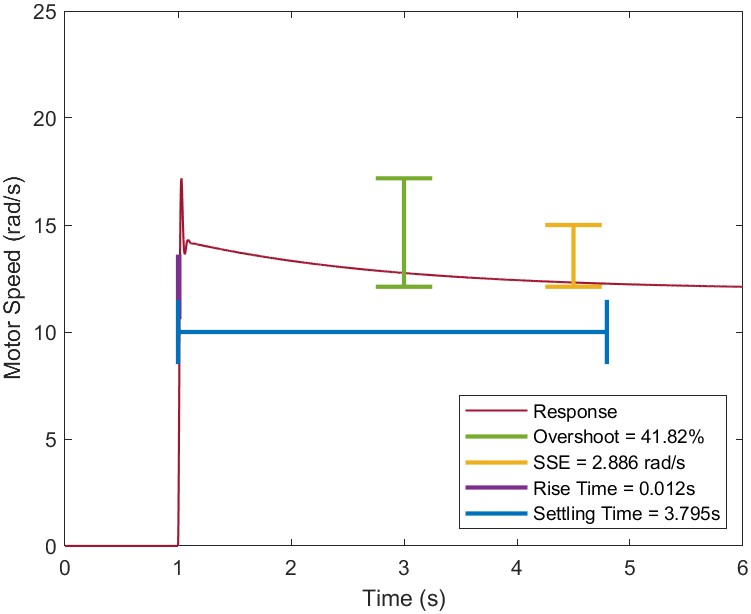 25
20
15
10
5
0
Motor Speed (rad/s)
Response
Overshoot = 41.82%
SSE = 2.886 rad/s
Rise Time = 0.012s
Settling Time = 3.795s
0 1 2 3 4 5 6
Time (s)